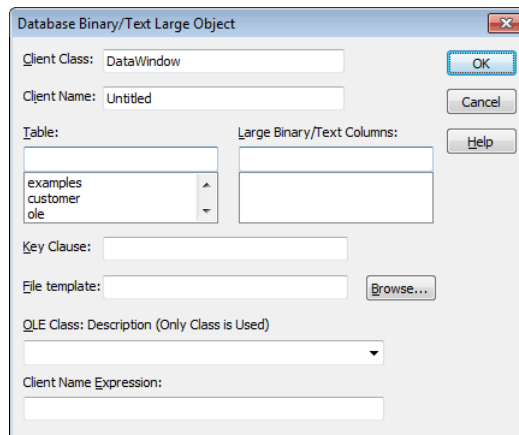 Database Binary/Text Large Object
Client Class: DataWindow
OK
Client Name: Untitled
Cancel
Table: Large Binary/Text Columns:
Help
examples
customer
ole
Key Clause:
File template: Browse...
OLE Class: Description (Only Class is Used)
Client Name Expression: